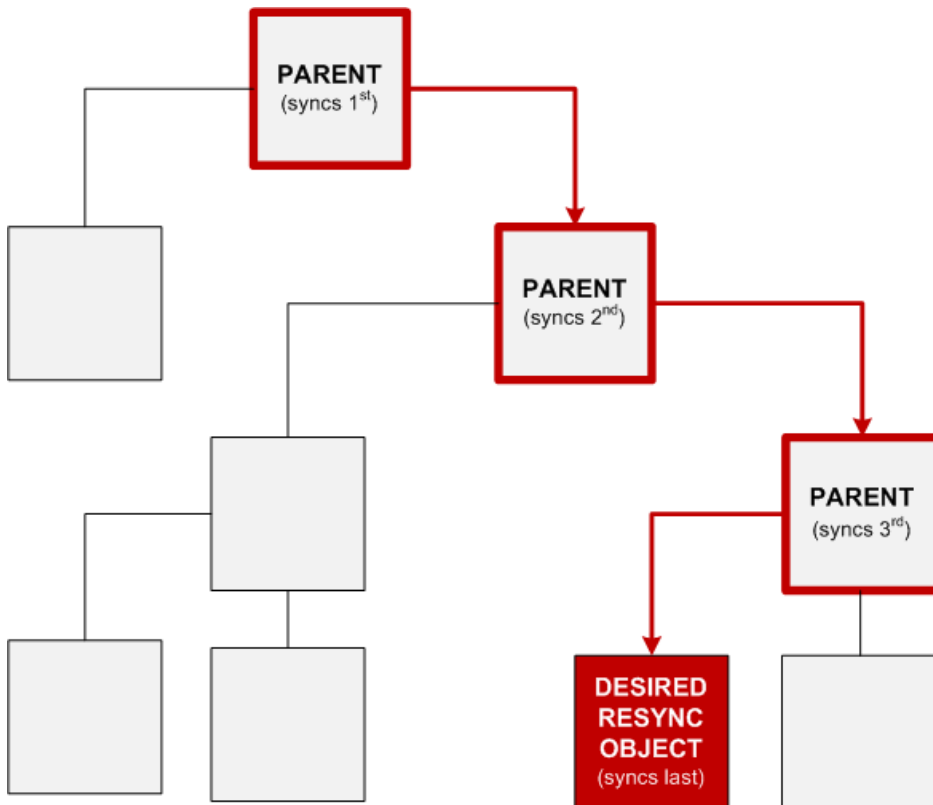 PARENT
(syncs 1st)
PARENT
(syncs 2nd)
PARENT
(syncs 3rd)
DESIRED
RESYNC
OBJECT
(syncs last)